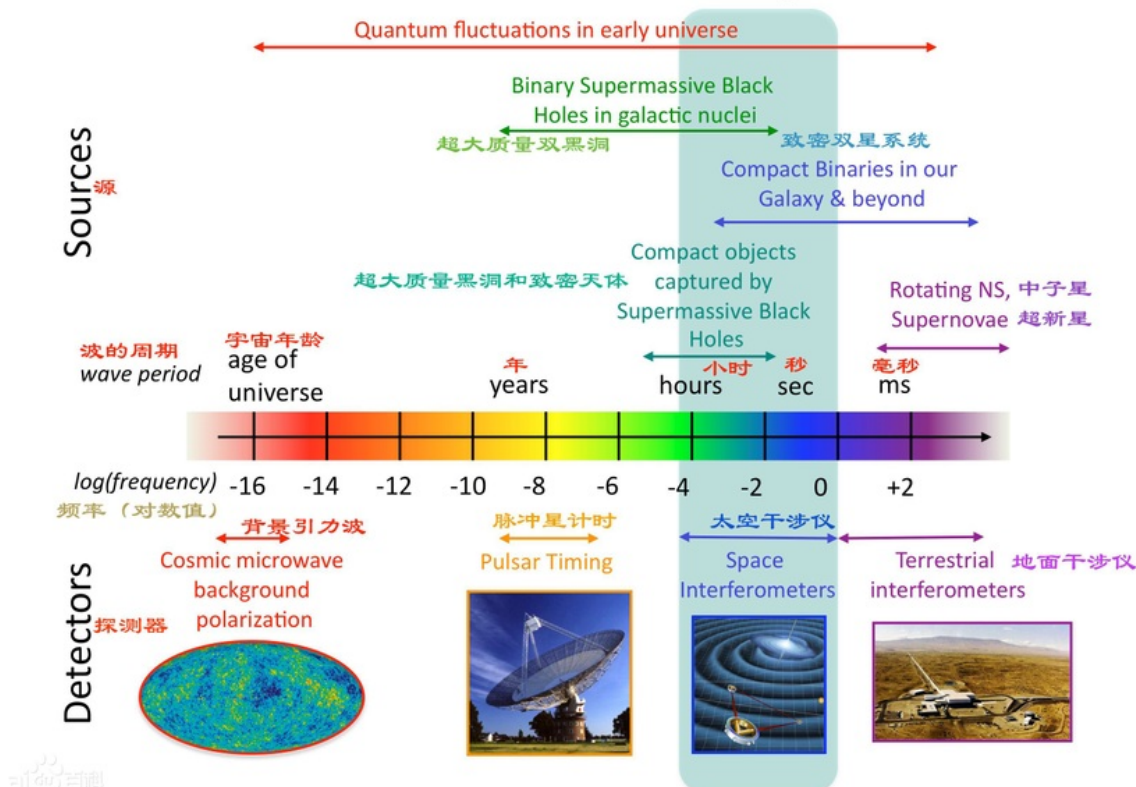 Quantum fluctuations in early universe
Binary Supermassive Black
Holes in galactic nuclei
超大质量双黑洞
致密双星系统
Compact Binaries in our
Galaxy & beyond
Sources
源
超大质量黑洞和致密天体
Compact objects
captured by
Supermassive Black
Holes
Rotating NS, 中子星
Supernovae 超新星
波的周期
wave period
宇宙年龄
age of
universe
年
years
小时
hours
秒
sec
毫秒
ms
log(frequency) -16 -14 -12 -10 -8 -6 -4 -2 0 +2
频率（对数值）
Detectors
探测器
背景引力波
Cosmic microwave
background
polarization
脉冲星计时
Pulsar Timing
太空干涉仪
Space
Interferometers
Terrestrial 地面干涉仪
interferometers